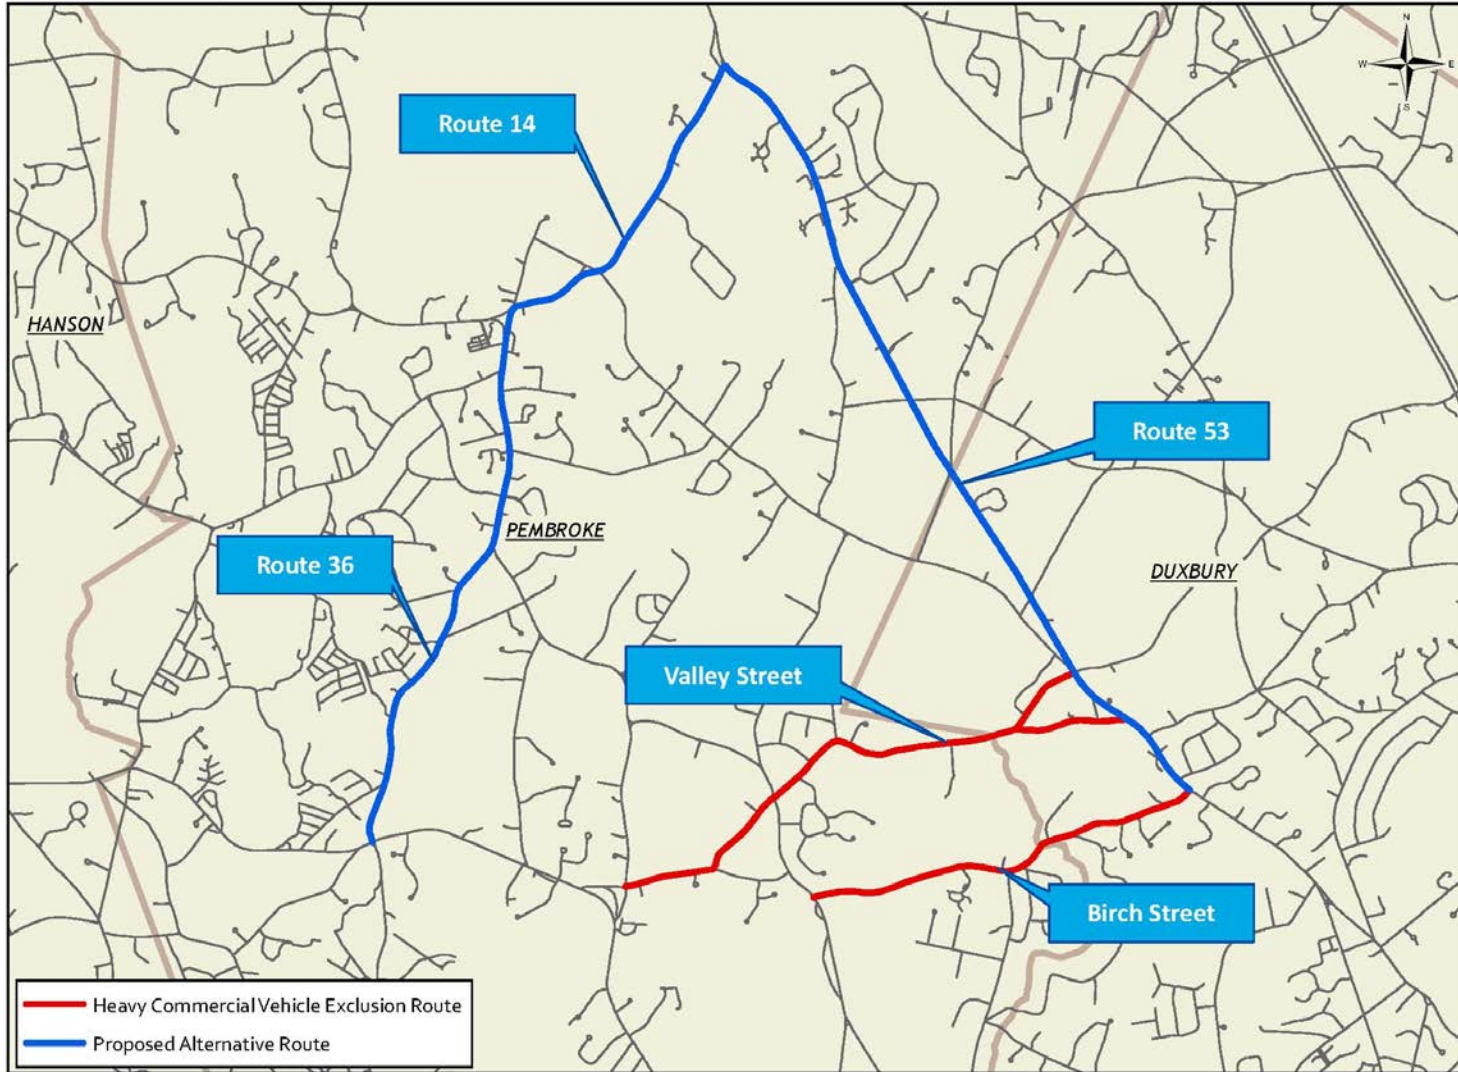 N
W E
S
Route 14
HANSON
Route 53
PEMBROKE
Route 36
DUXBURY
Valley Street
Birch Street
Heavy Commercial Vehicle Exclusion Route
Proposed Alternative Route